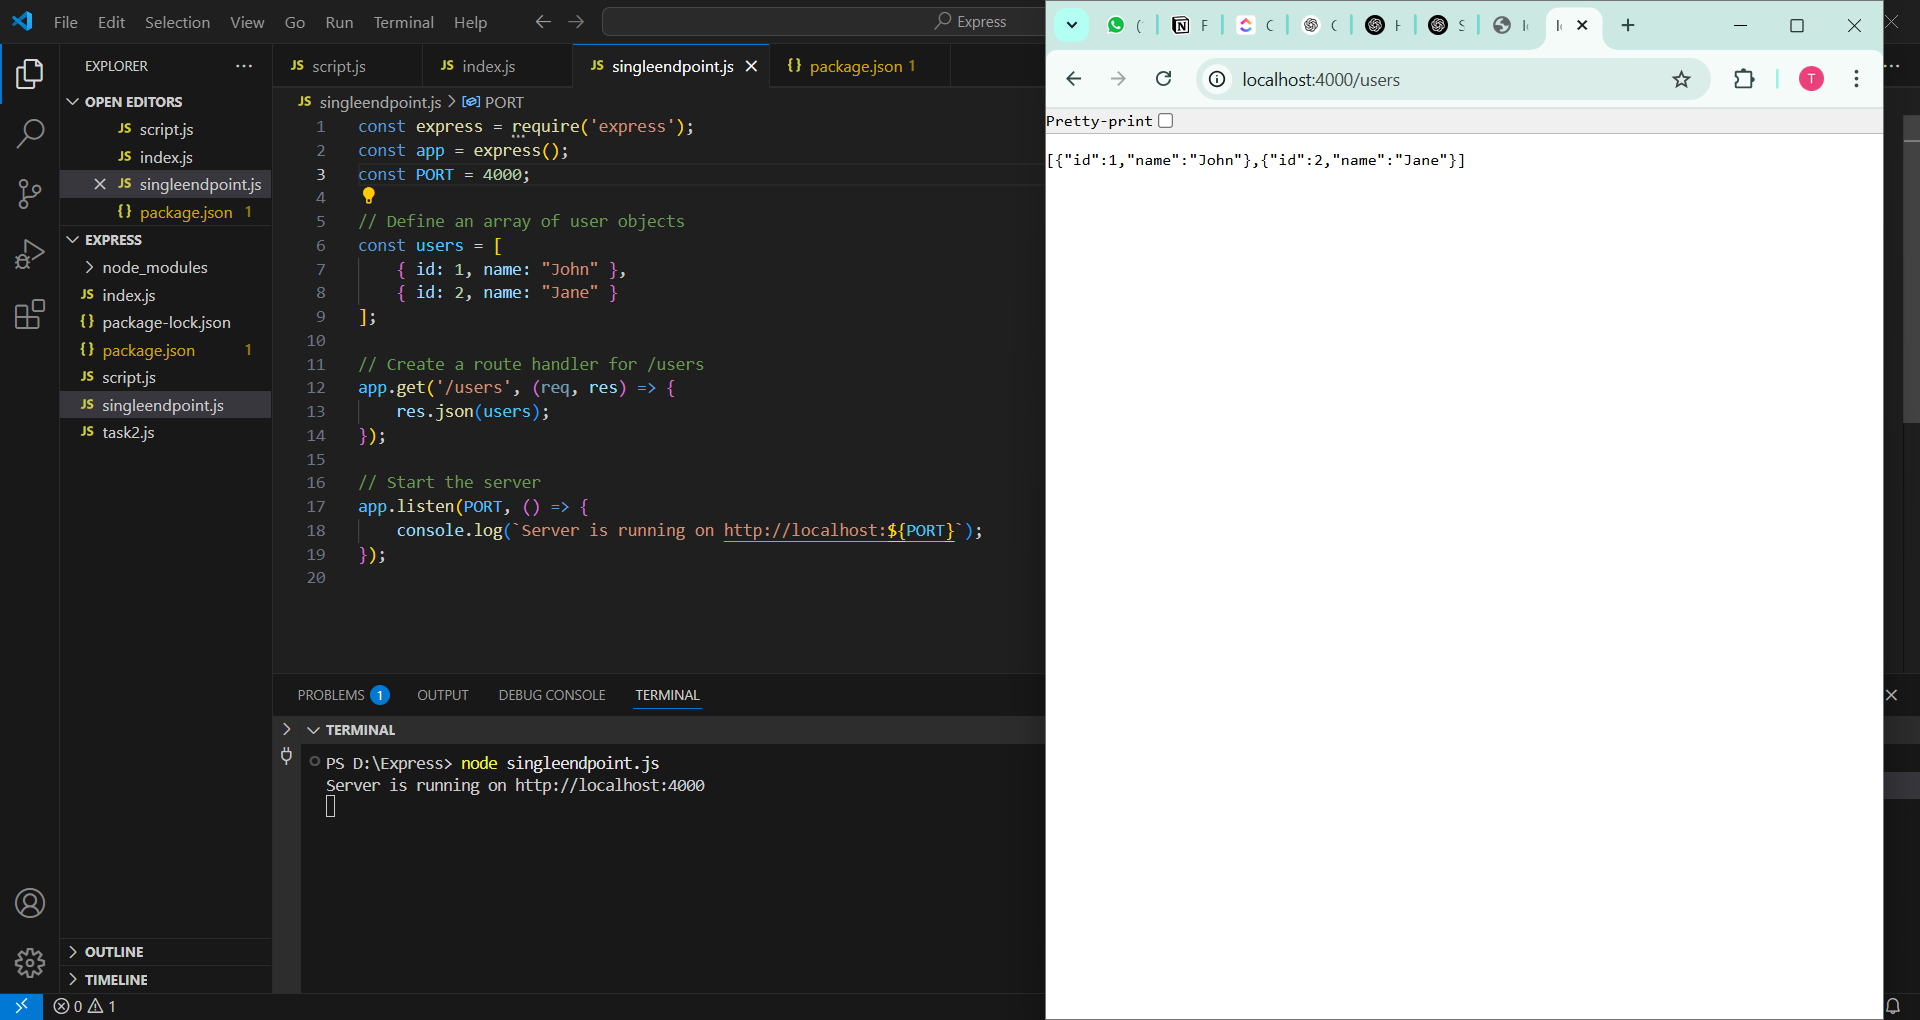 File Edit Selection View Go Run Terminal Help
Express
EXPLORER
OPEN EDITORS
JS script.js
JS index.js
JS singleendpoint.js
{} package.json 1
EXPRESS
node_modules
JS index.js
{} package-lock.json
{} package.json 1
JS script.js
JS singleendpoint.js
JS task2.js
OUTLINE
TIMELINE
0 1
JS script.js JS index.js JS singleendpoint.js {} package.json 1
JS singleendpoint.js > PORT
1 const express = require('express');
2 const app = express();
3 const PORT = 4000;
4
5 // Define an array of user objects
6 const users = [
7 { id: 1, name: "John" },
8 { id: 2, name: "Jane" }
9 ];
10
11 // Create a route handler for /users
12 app.get('/users', (req, res) => {
13 res.json(users);
14 });
15
16 // Start the server
17 app.listen(PORT, () => {
18 console.log(`Server is running on http://localhost:${PORT}`);
19 });
20
PROBLEMS 1 OUTPUT DEBUG CONSOLE TERMINAL
TERMINAL
PS D:\Express> node singleendpoint.js
Server is running on http://localhost:4000
localhost:4000/users
T
Pretty-print
[{"id":1,"name":"John"},{"id":2,"name":"Jane"}]